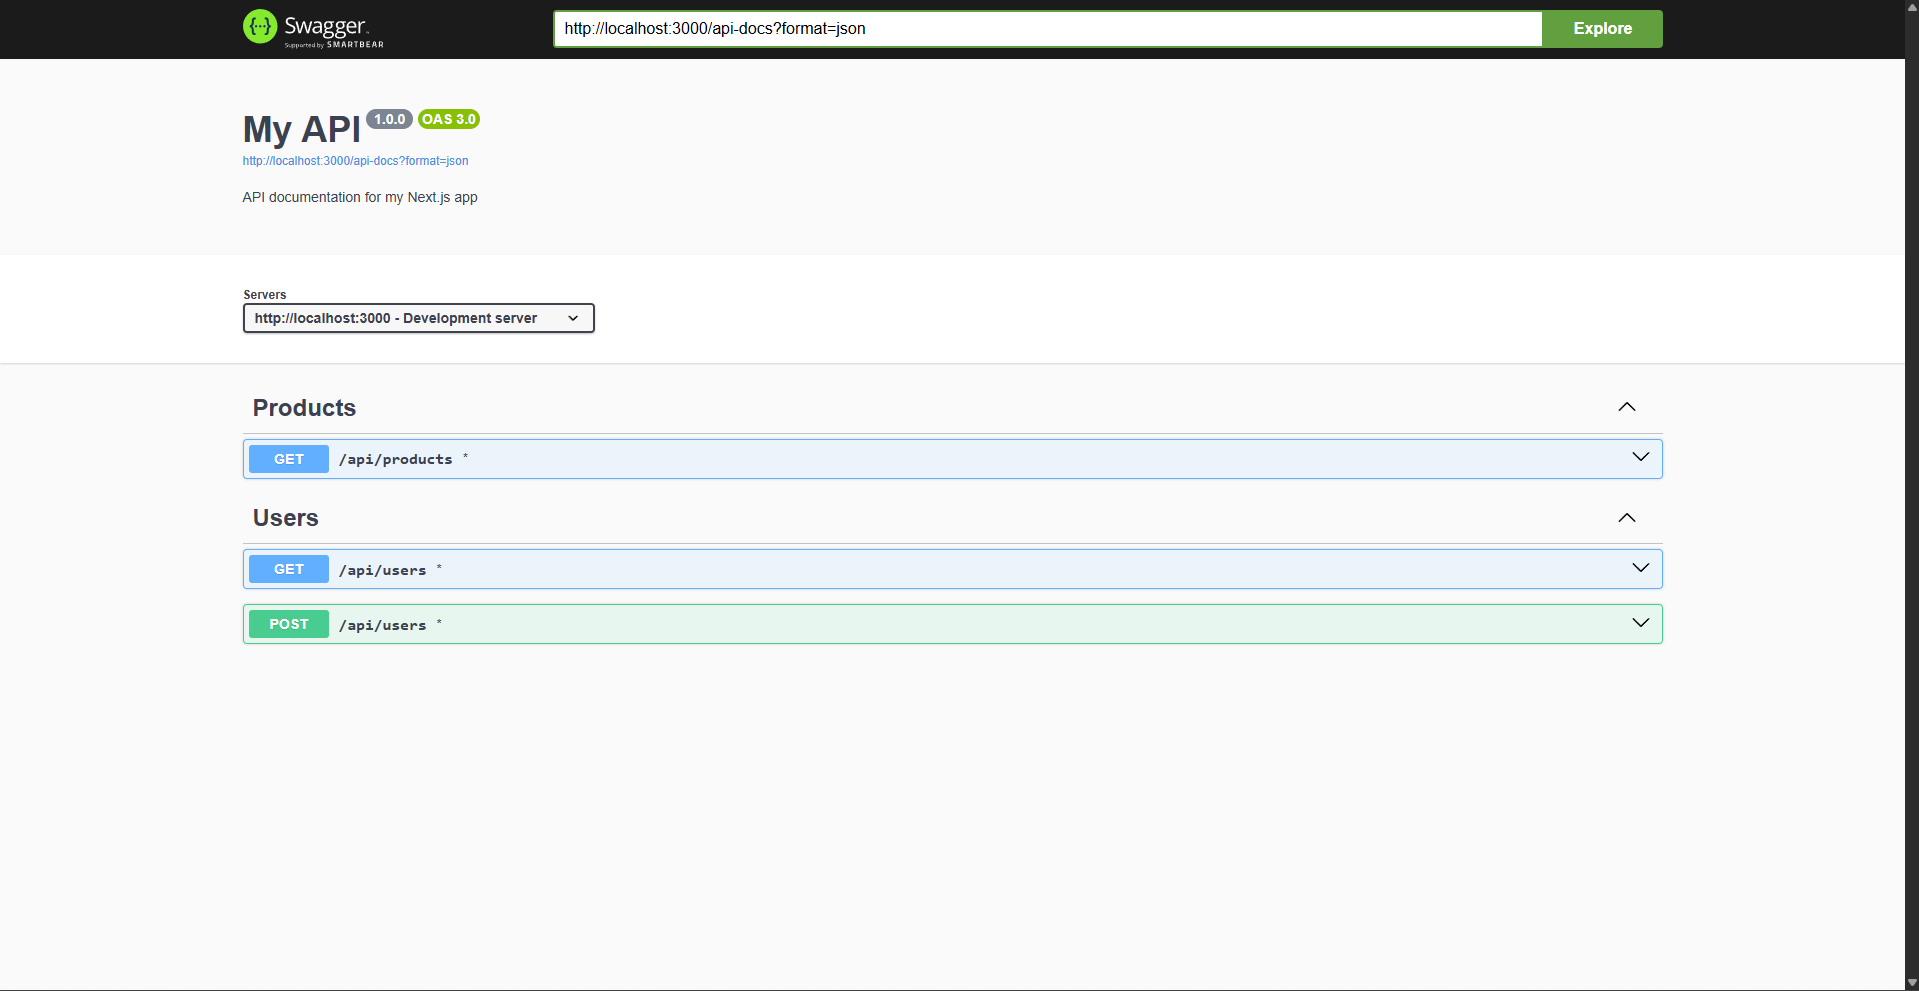 {···} Swagger.
Supported by SMARTBEAR
http://localhost:3000/api-docs?format=json
Explore
My API 1.0.0 OAS 3.0
http://localhost:3000/api-docs?format=json
API documentation for my Next.js app
Servers
http://localhost:3000 - Development server
Products
GET /api/products *
Users
GET /api/users *
POST /api/users *